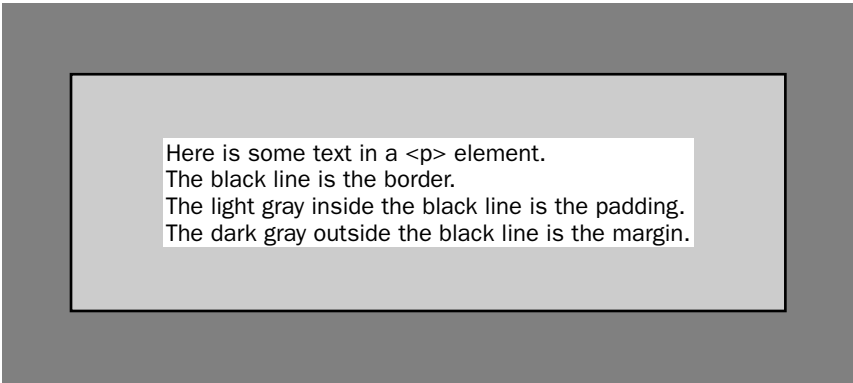 Here is some text in a <p> element.
The black line is the border.
The light gray inside the black line is the padding.
The dark gray outside the black line is the margin.